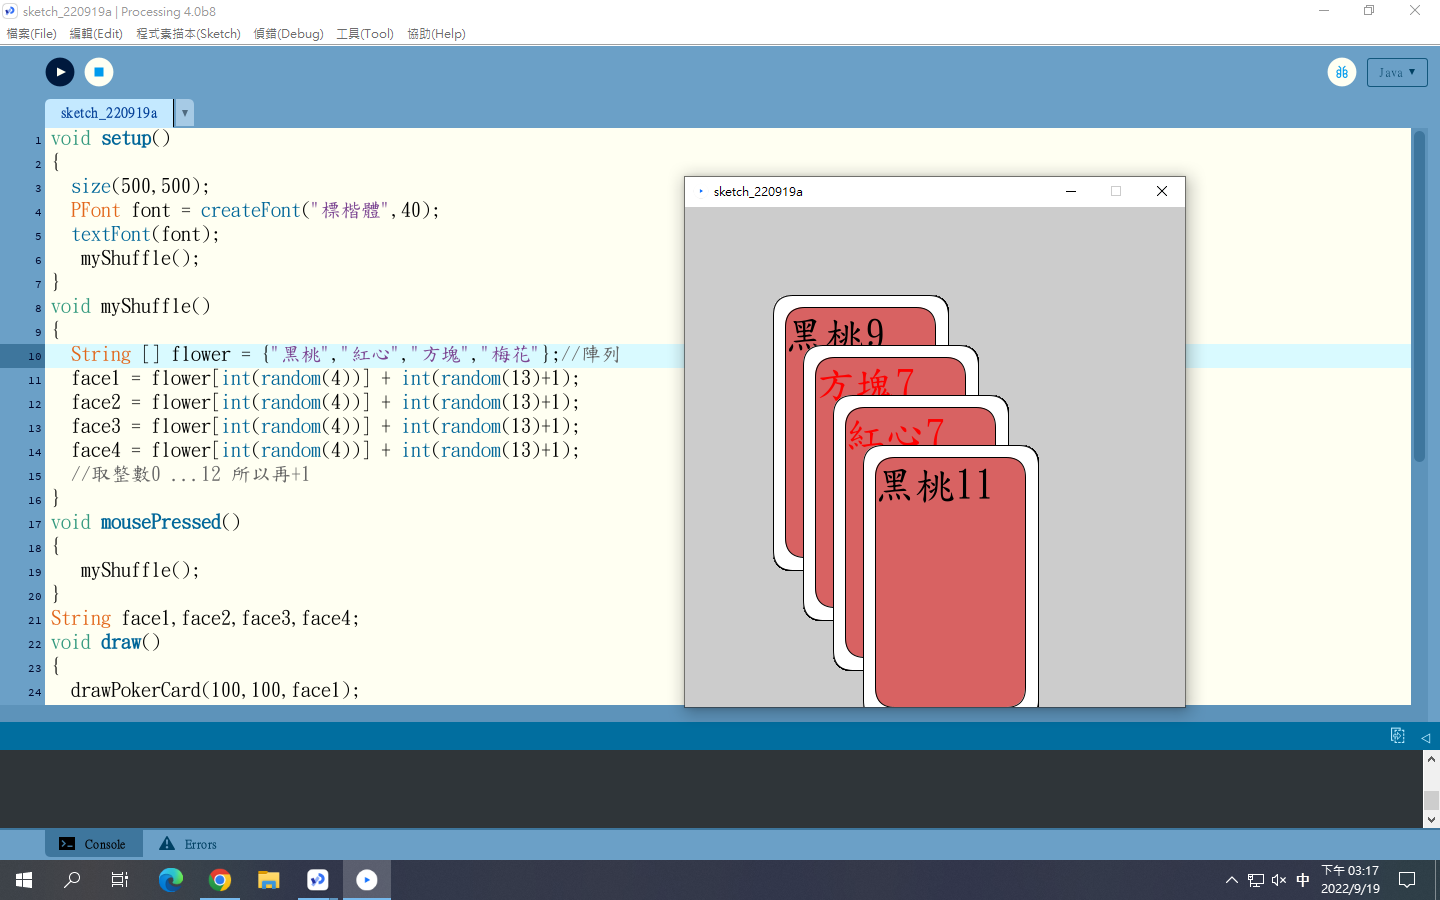 sketch_220919a | Processing 4.0b8
檔案(File) 編輯(Edit) 程式素描本(Sketch) 偵錯(Debug) 工具(Tool) 協助(Help)
Java ▼
sketch_220919a ▼
1 void setup()
2 {
3 size(500,500);
4 PFont font = createFont("標楷體",40);
5 textFont(font);
6 myShuffle();
7 }
8 void myShuffle()
9 {
10 String [] flower = {"黑桃","紅心","方塊","梅花"};//陣列
11 face1 = flower[int(random(4))] + int(random(13)+1);
12 face2 = flower[int(random(4))] + int(random(13)+1);
13 face3 = flower[int(random(4))] + int(random(13)+1);
14 face4 = flower[int(random(4))] + int(random(13)+1);
15 //取整數0 ...12 所以再+1
16 }
17 void mousePressed()
18 {
19 myShuffle();
20 }
21 String face1,face2,face3,face4;
22 void draw()
23 {
24 drawPokerCard(100,100,face1);
sketch_220919a
黑桃9
方塊7
紅心7
黑桃11
Console Errors
中
下午 03:17
2022/9/19